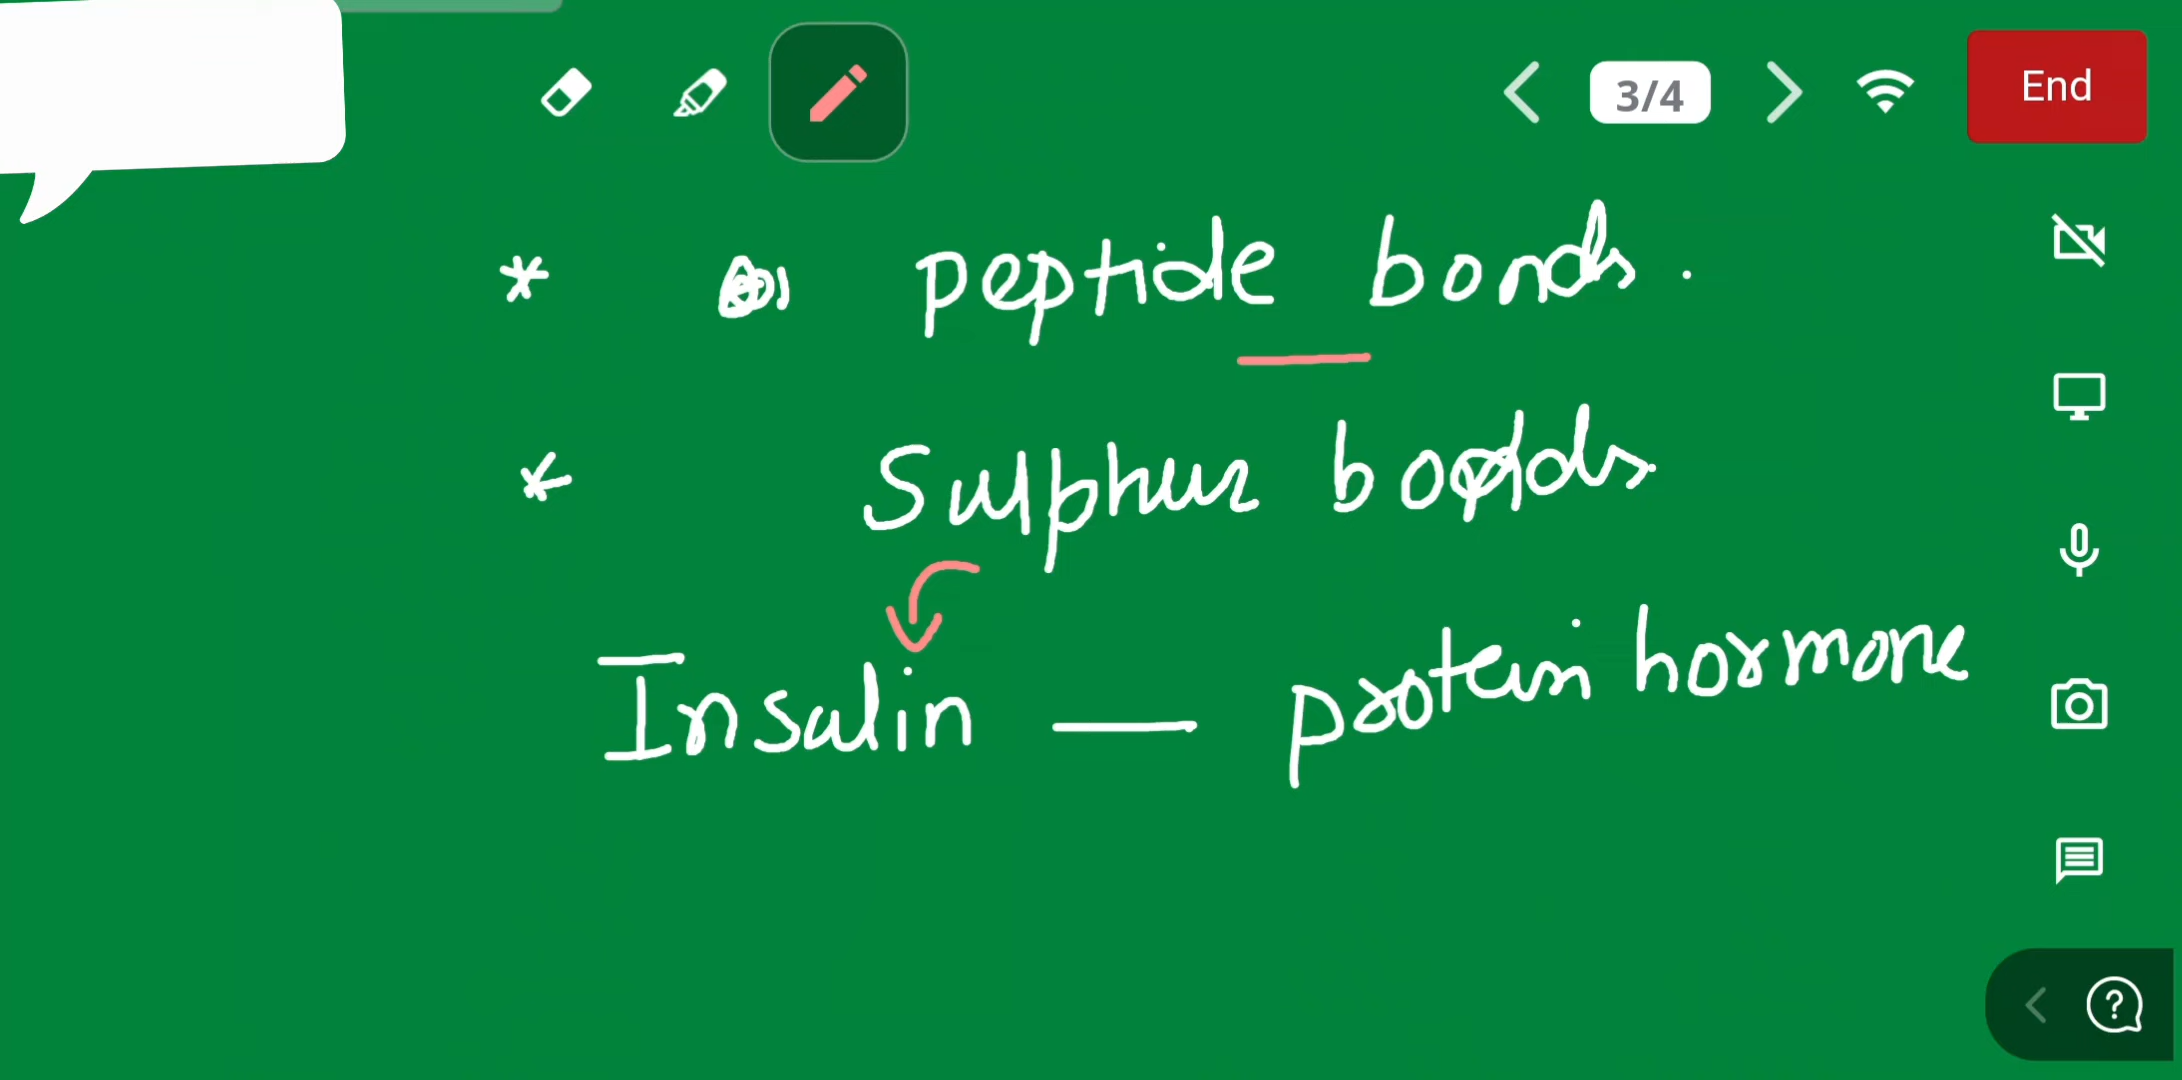 3/4
End
* peptide bonds.
* Sulphur bonds
Insulin — protein hormone